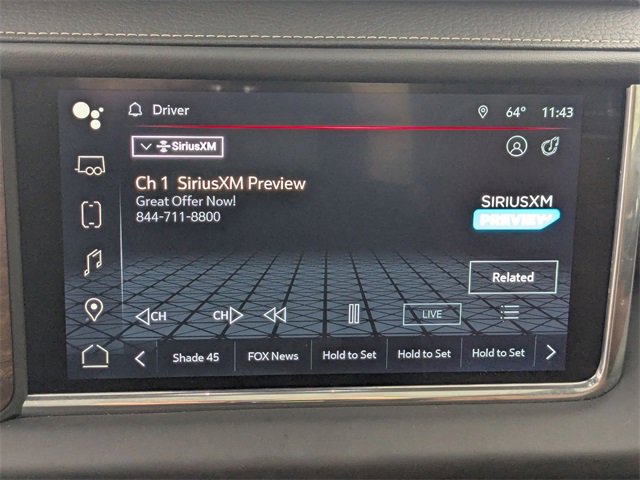 Driver
64° 11:43
SiriusXM
Ch 1 SiriusXM Preview
Great Offer Now!
844-711-8800
SIRIUSXM
PREVIEW
Related
CH
CH
LIVE
Shade 45
FOX News
Hold to Set
Hold to Set
Hold to Set